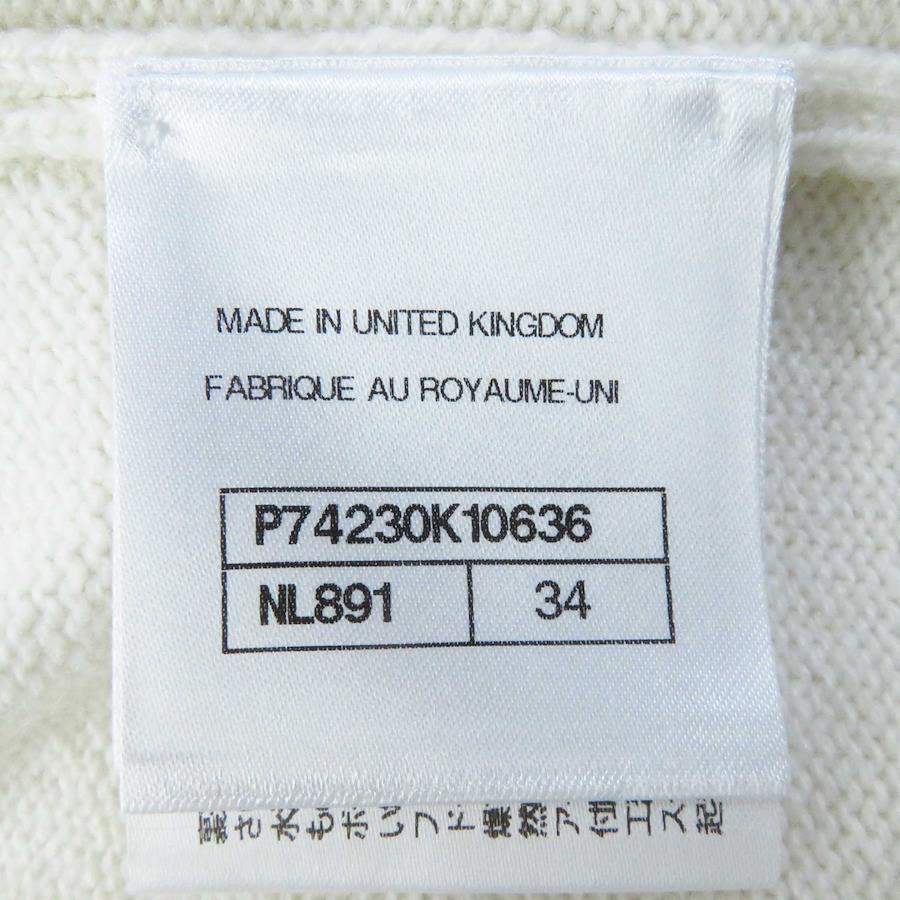 MADE IN UNITED KINGDOM
FABRIQUE AU ROYAUME-UNI
P74230K10636
NL891 34